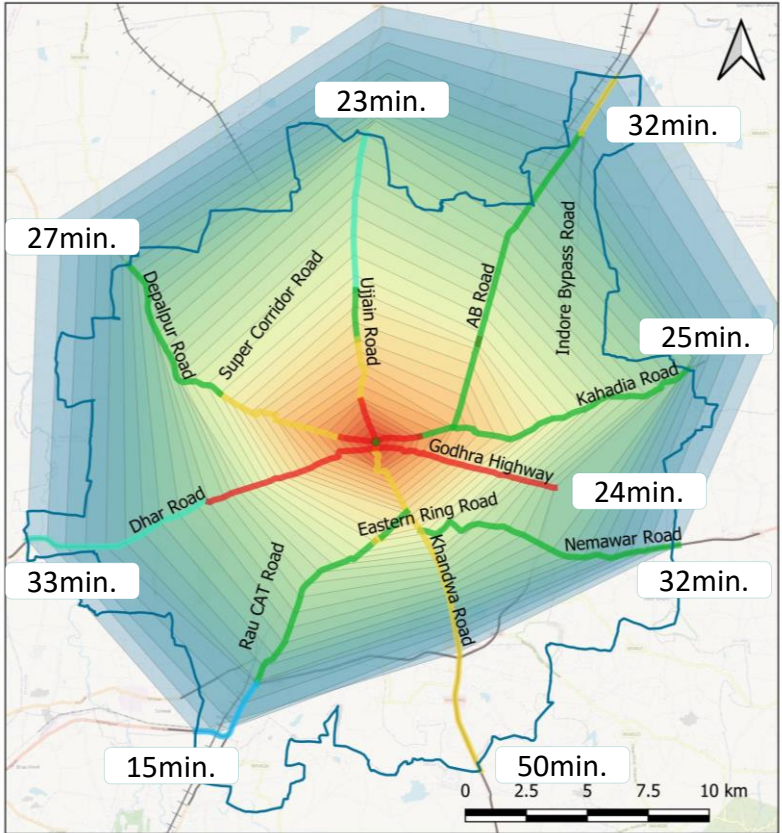 23min.
32min.
27min.
Depalpur Road
Super Corridor Road
Ujjain Road
AB Road
Indore Bypass Road
25min.
Kahadia Road
Godhra Highway
24min.
Dhar Road
Eastern Ring Road
Nemawar Road
33min.
Rau CAT Road
Khandwa Road
32min.
15min.
50min.
0 2.5 5 7.5 10 km